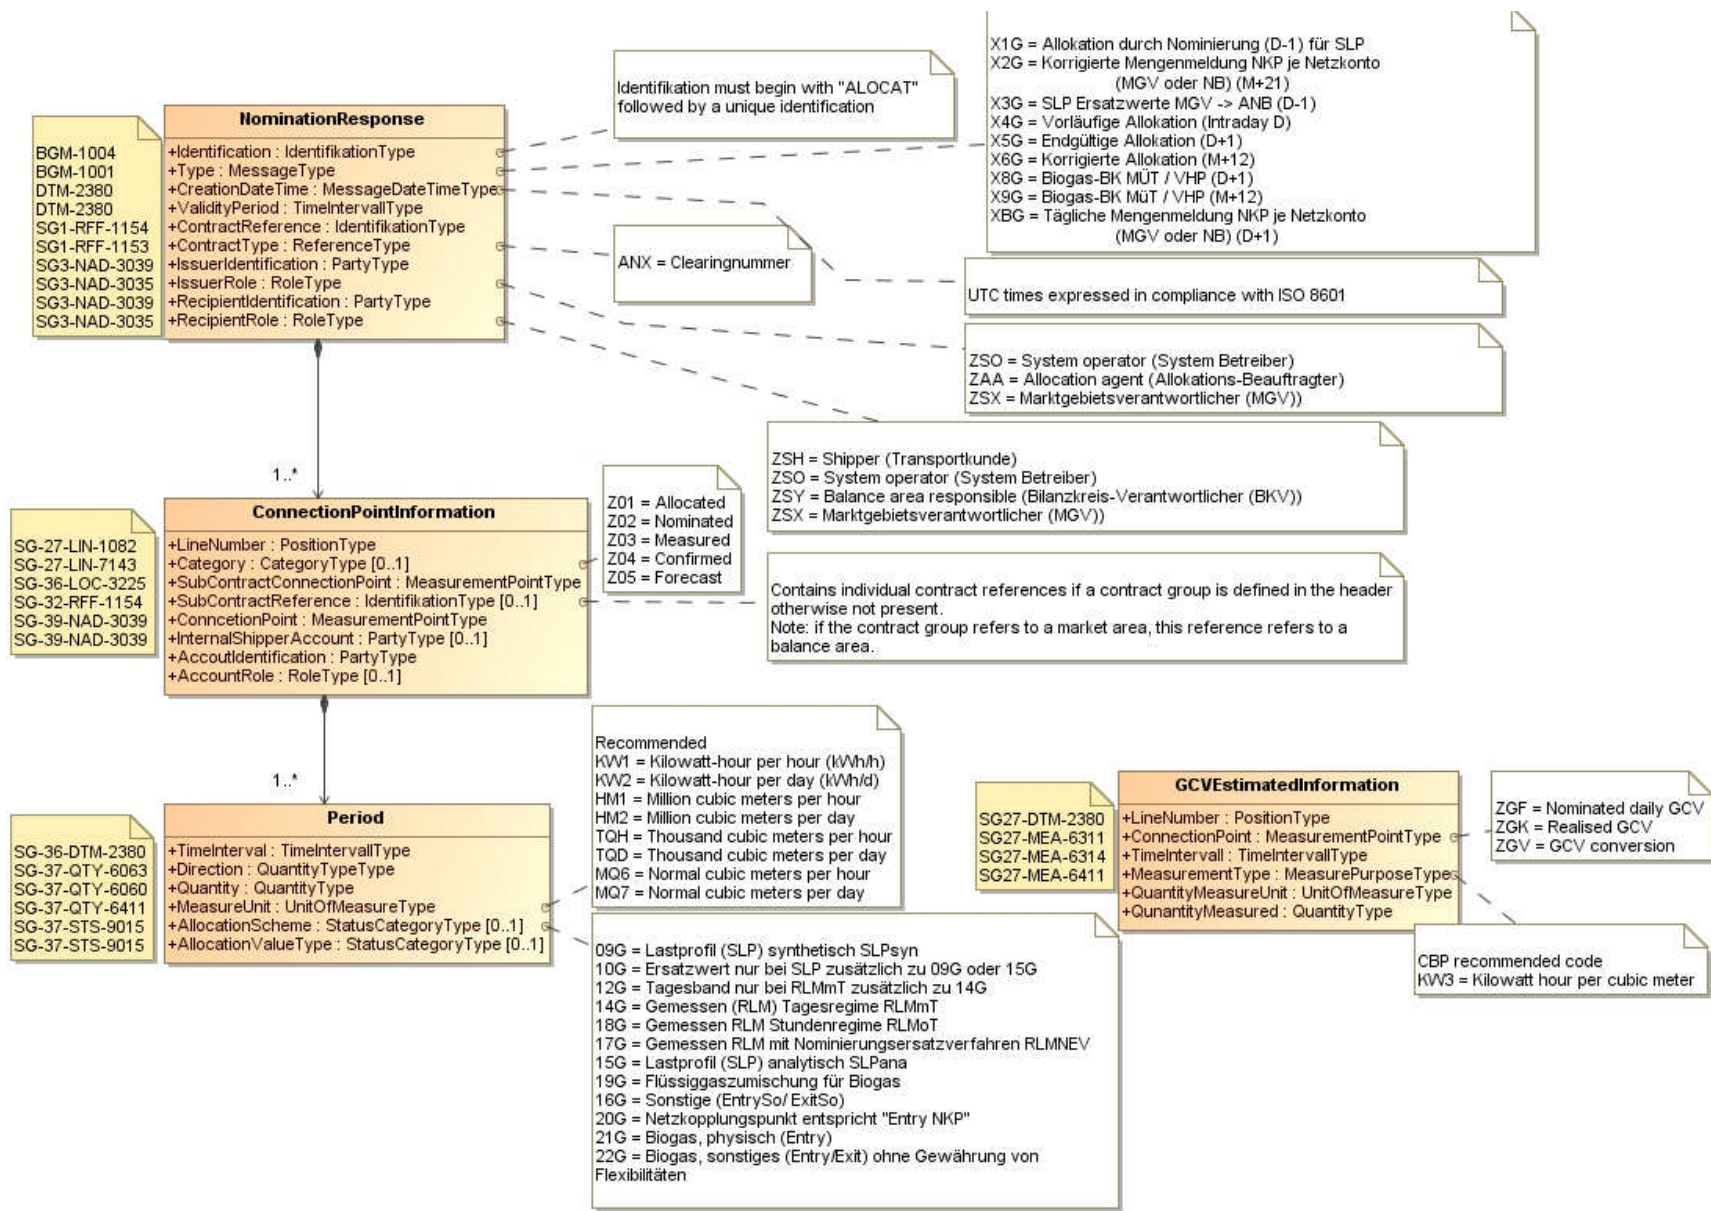 X1G = Allokation durch Nominierung (D-1) für SLP
X2G = Korrigierte Mengenmeldung NKP je Netzkonto
(MGV oder NB) (M+21)
X3G = SLP Ersatzwerte MGV -> ANB (D-1)
X4G = Vorläufige Allokation (Intraday D)
X5G = Endgültige Allokation (D+1)
X6G = Korrigierte Allokation (M+12)
X8G = Biogas-BK MÜT / VHP (D+1)
X9G = Biogas-BK MüT / VHP (M+12)
XBG = Tägliche Mengenmeldung NKP je Netzkonto
(MGV oder NB) (D+1)
Identifikation must begin with "ALOCAT"
followed by a unique identification
BGM-1004
BGM-1001
DTM-2380
DTM-2380
SG1-RFF-1154
SG1-RFF-1153
SG3-NAD-3039
SG3-NAD-3035
SG3-NAD-3039
SG3-NAD-3035
NominationResponse
+Identification : IdentifikationType
+Type : MessageType
+CreationDateTime : MessageDateTimeType
+ValidityPeriod : TimeIntervallType
+ContractReference : IdentifikationType
+ContractType : ReferenceType
+IssuerIdentification : PartyType
+IssuerRole : RoleType
+RecipientIdentification : PartyType
+RecipientRole : RoleType
ANX = Clearingnummer
UTC times expressed in compliance with ISO 8601
ZSO = System operator (System Betreiber)
ZAA = Allocation agent (Allokations-Beauftragter)
ZSX = Marktgebietsverantwortlicher (MGV))
ZSH = Shipper (Transportkunde)
ZSO = System operator (System Betreiber)
ZSY = Balance area responsible (Bilanzkreis-Verantwortlicher (BKV))
ZSX = Marktgebietsverantwortlicher (MGV))
1..*
SG-27-LIN-1082
SG-27-LIN-7143
SG-36-LOC-3225
SG-32-RFF-1154
SG-39-NAD-3039
SG-39-NAD-3039
ConnectionPointInformation
+LineNumber : PositionType
+Category : CategoryType [0..1]
+SubContractConnectionPoint : MeasurementPointType
+SubContractReference : IdentifikationType [0..1]
+ConncetionPoint : MeasurementPointType
+InternalShipperAccount : PartyType [0..1]
+AccoutIdentification : PartyType
+AccountRole : RoleType [0..1]
Z01 = Allocated
Z02 = Nominated
Z03 = Measured
Z04 = Confirmed
Z05 = Forecast
Contains individual contract references if a contract group is defined in the header
otherwise not present.
Note: if the contract group refers to a market area, this reference refers to a
balance area.
1..*
SG-36-DTM-2380
SG-37-QTY-6063
SG-37-QTY-6060
SG-37-QTY-6411
SG-37-STS-9015
SG-37-STS-9015
Period
+TimeInterval : TimeIntervallType
+Direction : QuantityTypeType
+Quantity : QuantityType
+MeasureUnit : UnitOfMeasureType
+AllocationScheme : StatusCategoryType [0..1]
+AllocationValueType : StatusCategoryType [0..1]
Recommended
KW1 = Kilowatt-hour per hour (kWh/h)
KW2 = Kilowatt-hour per day (kWh/d)
HM1 = Million cubic meters per hour
HM2 = Million cubic meters per day
TQH = Thousand cubic meters per hour
TQD = Thousand cubic meters per day
MQ6 = Normal cubic meters per hour
MQ7 = Normal cubic meters per day
SG27-DTM-2380
SG27-MEA-6311
SG27-MEA-6314
SG27-MEA-6411
GCVEstimatedInformation
+LineNumber : PositionType
+ConnectionPoint : MeasurementPointType
+TimeIntervall : TimeIntervallType
+MeasurementType : MeasurePurposeType
+QuantityMeasureUnit : UnitOfMeasureType
+QunantityMeasured : QuantityType
ZGF = Nominated daily GCV
ZGK = Realised GCV
ZGV = GCV conversion
CBP recommended code
KW3 = Kilowatt hour per cubic meter
09G = Lastprofil (SLP) synthetisch SLPsyn
10G = Ersatzwert nur bei SLP zusätzlich zu 09G oder 15G
12G = Tagesband nur bei RLMmT zusätzlich zu 14G
14G = Gemessen (RLM) Tagesregime RLMmT
18G = Gemessen RLM Stundenregime RLMoT
17G = Gemessen RLM mit Nominierungsersatzverfahren RLMNEV
15G = Lastprofil (SLP) analytisch SLPana
19G = Flüssiggaszumischung für Biogas
16G = Sonstige (EntrySo/ ExitSo)
20G = Netzkopplungspunkt entspricht "Entry NKP"
21G = Biogas, physisch (Entry)
22G = Biogas, sonstiges (Entry/Exit) ohne Gewährung von
Flexibilitäten